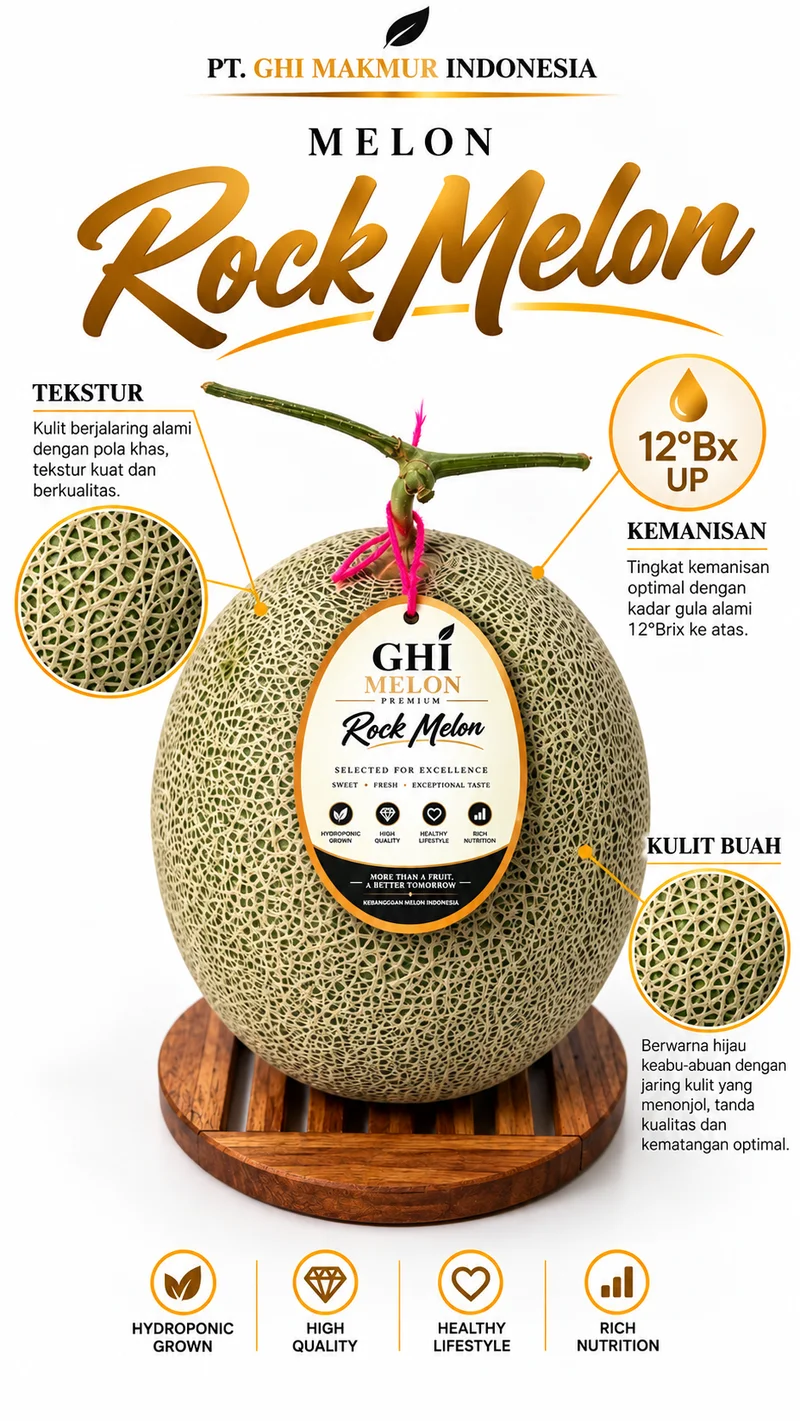 PT. GHI MAKMUR INDONESIA
MELON
Rock Melon
TEKSTUR
Kulit berjalaring alami
dengan pola khas,
tekstur kuat dan
berkualitas.
12°Bx
UP
KEMANISAN
Tingkat kemanisan
optimal dengan
kadar gula alami
12°Brix ke atas.
GHI
MELON
PREMIUM
Rock Melon
SELECTED FOR EXCELLENCE
SWEET • FRESH • EXCEPTIONAL TASTE
HYDROPONIC
GROWN
HIGH
QUALITY
HEALTHY
LIFESTYLE
RICH
NUTRITION
MORE THAN A FRUIT,
A BETTER TOMORROW
KEBANGGOAN MELON INDONESIA
KULIT BUAH
Berwarna hijau
keabu-abuan dengan
jaring kulit yang
menonjol, tanda
kualitas dan
kematangan optimal.
HYDROPONIC
GROWN
HIGH
QUALITY
HEALTHY
LIFESTYLE
RICH
NUTRITION